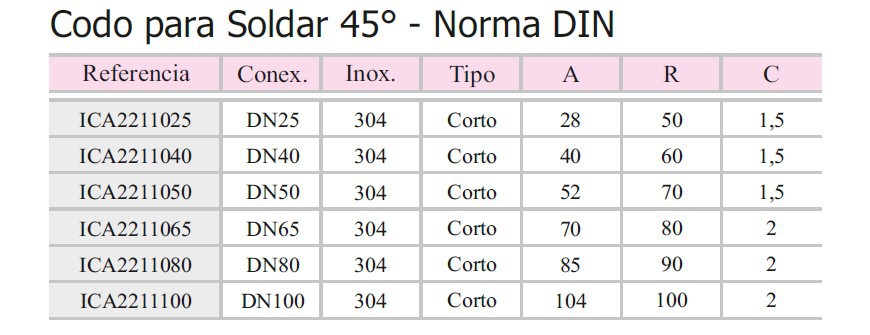 Codo para Soldar 45° - Norma DIN
Referencia Conex. Inox. Tipo A R C
ICA2211025 DN25 304 Corto 28 50 1,5
ICA2211040 DN40 304 Corto 40 60 1,5
ICA2211050 DN50 304 Corto 52 70 1,5
ICA2211065 DN65 304 Corto 70 80 2
ICA2211080 DN80 304 Corto 85 90 2
ICA2211100 DN100 304 Corto 104 100 2